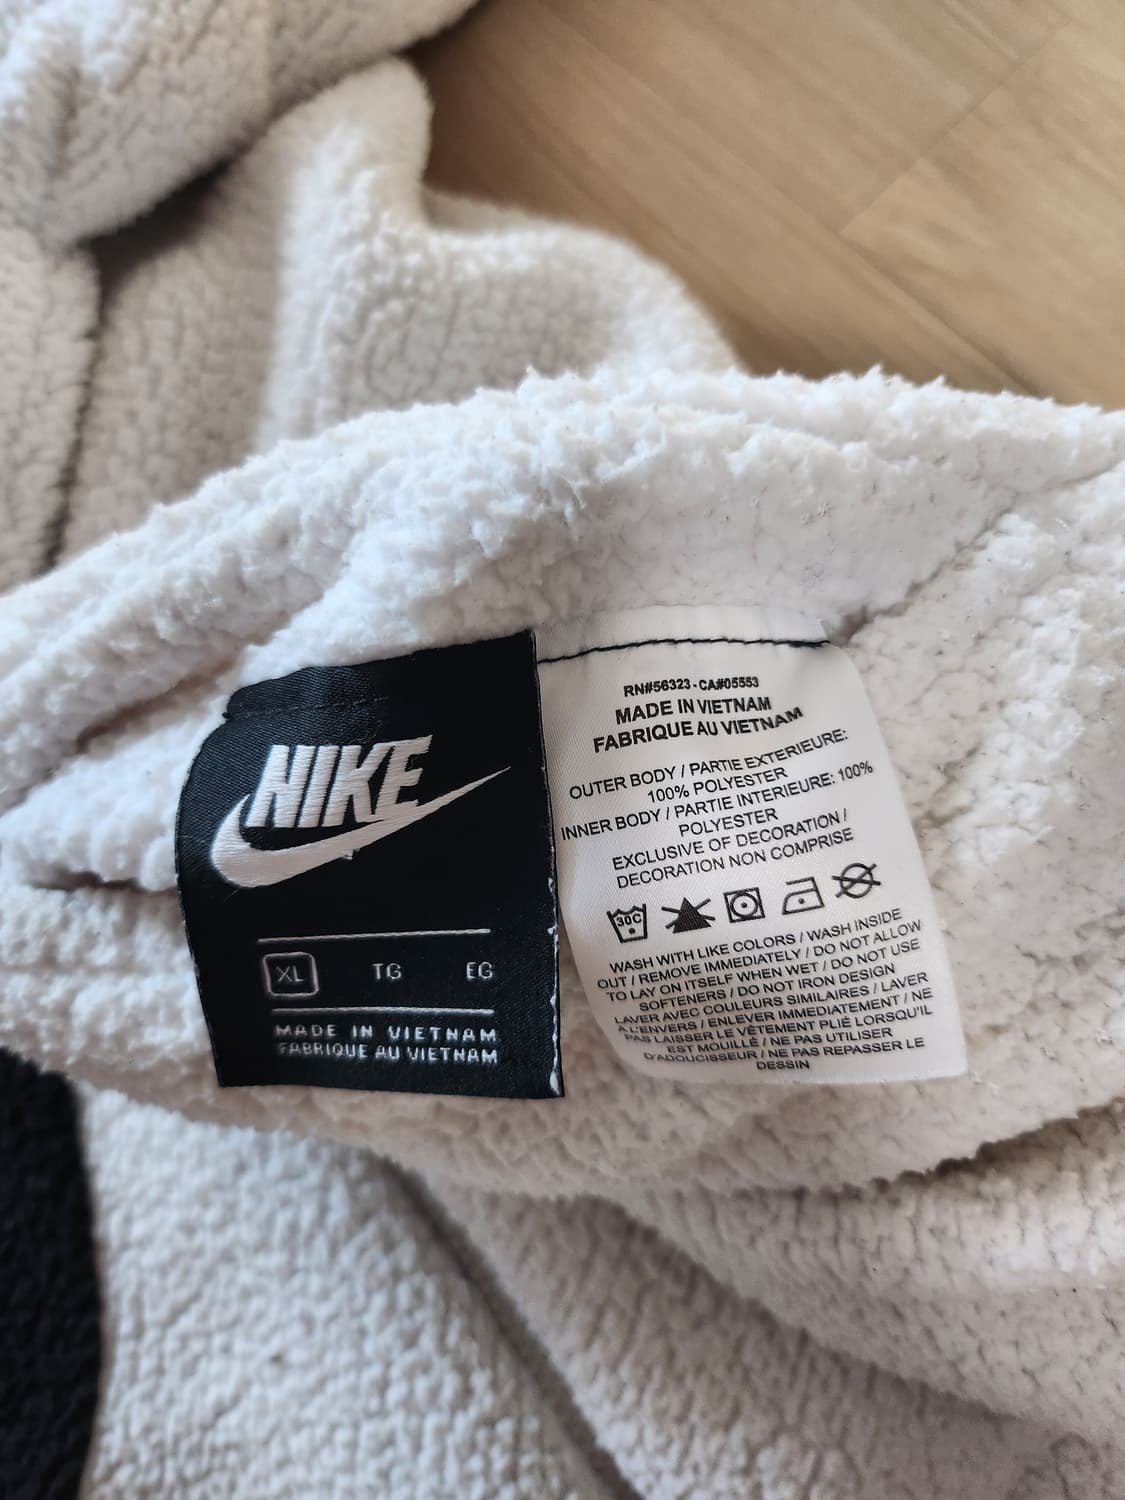 NIKE
XL TG EG
MADE IN VIETNAM
FABRIQUE AU VIETNAM
RN#56323 - CA#05553
MADE IN VIETNAM
FABRIQUE AU VIETNAM
OUTER BODY / PARTIE EXTERIEURE:
100% POLYESTER
INNER BODY / PARTIE INTERIEURE: 100%
POLYESTER
EXCLUSIVE OF DECORATION /
DECORATION NON COMPRISE
30C
WASH WITH LIKE COLORS / WASH INSIDE
OUT / REMOVE IMMEDIATELY / DO NOT ALLOW
TO LAY ON ITSELF WHEN WET / DO NOT USE
SOFTENERS / DO NOT IRON DESIGN
LAVER AVEC COULEURS SIMILAIRES / LAVER
A L'ENVERS / ENLEVER IMMEDIATEMENT / NE
PAS LAISSER LE VÊTEMENT PLIÉ LORSQU'IL
EST MOUILLÉ / NE PAS UTILISER
D'ADOUCISSEUR / NE PAS REPASSER LE
DESSIN